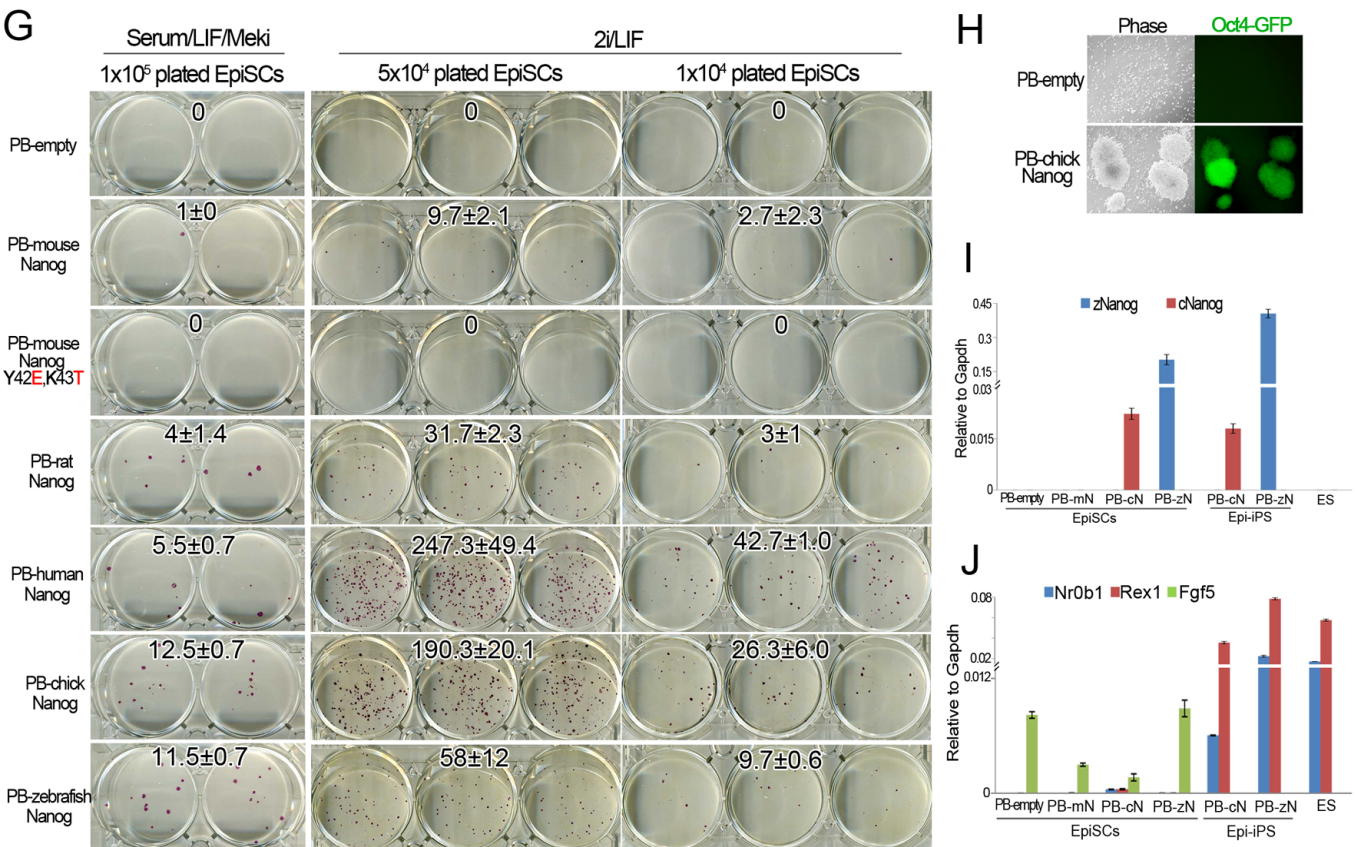 G
Serum/LIF/Meki
2i/LIF
1x10⁵ plated EpiSCs
5x10⁴ plated EpiSCs
1x10⁴ plated EpiSCs
PB-empty
0
0
0
PB-mouse
Nanog
1±0
9.7±2.1
2.7±2.3
PB-mouse
Nanog
Y42E,K43T
0
0
0
PB-rat
Nanog
4±1.4
31.7±2.3
3±1
PB-human
Nanog
5.5±0.7
247.3±49.4
42.7±1.0
PB-chick
Nanog
12.5±0.7
190.3±20.1
26.3±6.0
PB-zebrafish
Nanog
11.5±0.7
58±12
9.7±0.6
H
Phase
Oct4-GFP
PB-empty
PB-chick
Nanog
I
zNanog
cNanog
Relative to Gapdh
0.45
0.3
0.15
0.03
0.015
0
PB-empty
PB-mN
PB-cN
PB-zN
PB-cN
PB-zN
ES
EpiSCs
Epi-iPS
J
Nr0b1
Rex1
Fgf5
Relative to Gapdh
0.08
0.02
0.012
0
PB-empty
PB-mN
PB-cN
PB-zN
PB-cN
PB-zN
ES
EpiSCs
Epi-iPS